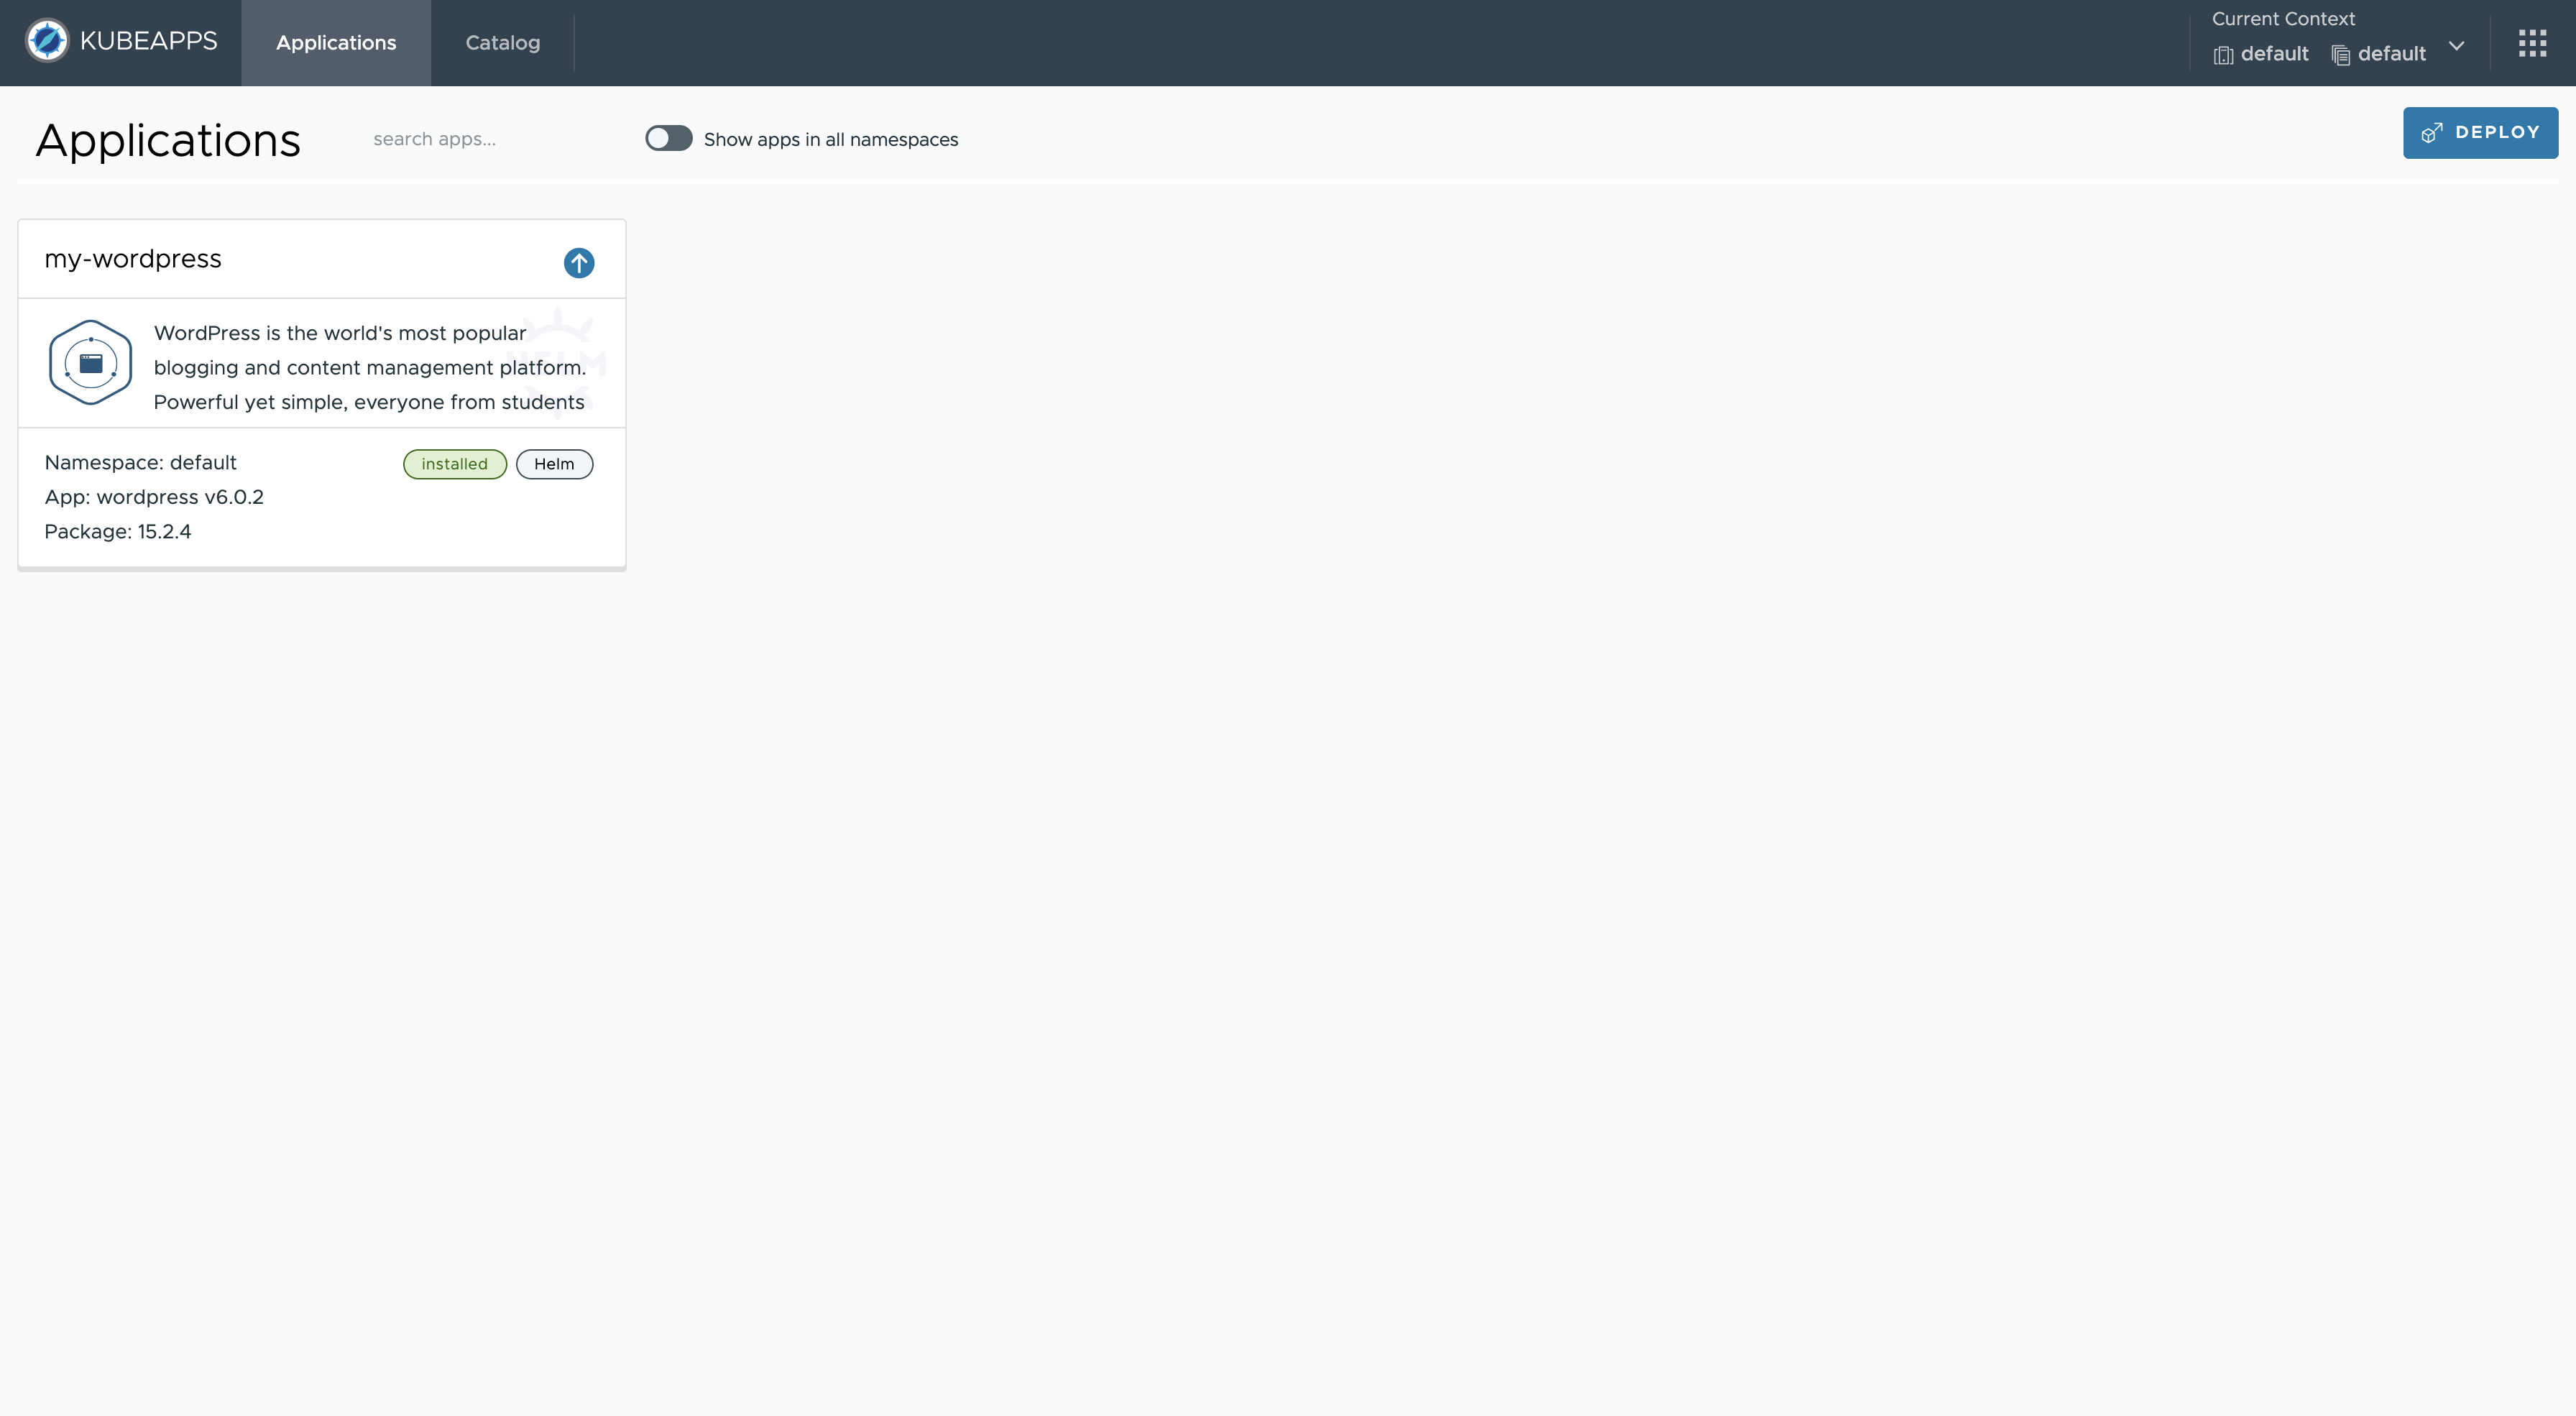 KUBEAPPS
Applications
Catalog
Current Context
default default
Applications
search apps...
Show apps in all namespaces
DEPLOY
my-wordpress
WordPress is the world's most popular
blogging and content management platform.
Powerful yet simple, everyone from students
HELM
Namespace: default
App: wordpress v6.0.2
Package: 15.2.4
installed
Helm